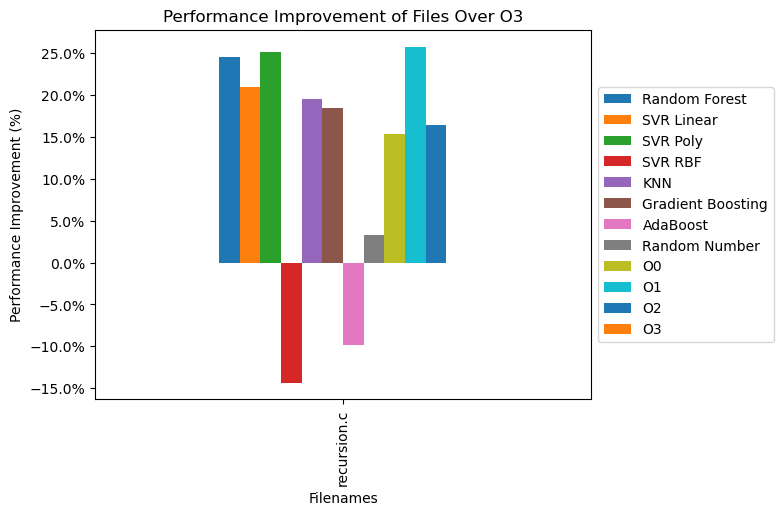 Performance Improvement of Files Over O3
Performance Improvement (%)
25.0%
20.0%
15.0%
10.0%
5.0%
0.0%
−5.0%
−10.0%
−15.0%
recursion.c
Filenames
Random Forest
SVR Linear
SVR Poly
SVR RBF
KNN
Gradient Boosting
AdaBoost
Random Number
O0
O1
O2
O3